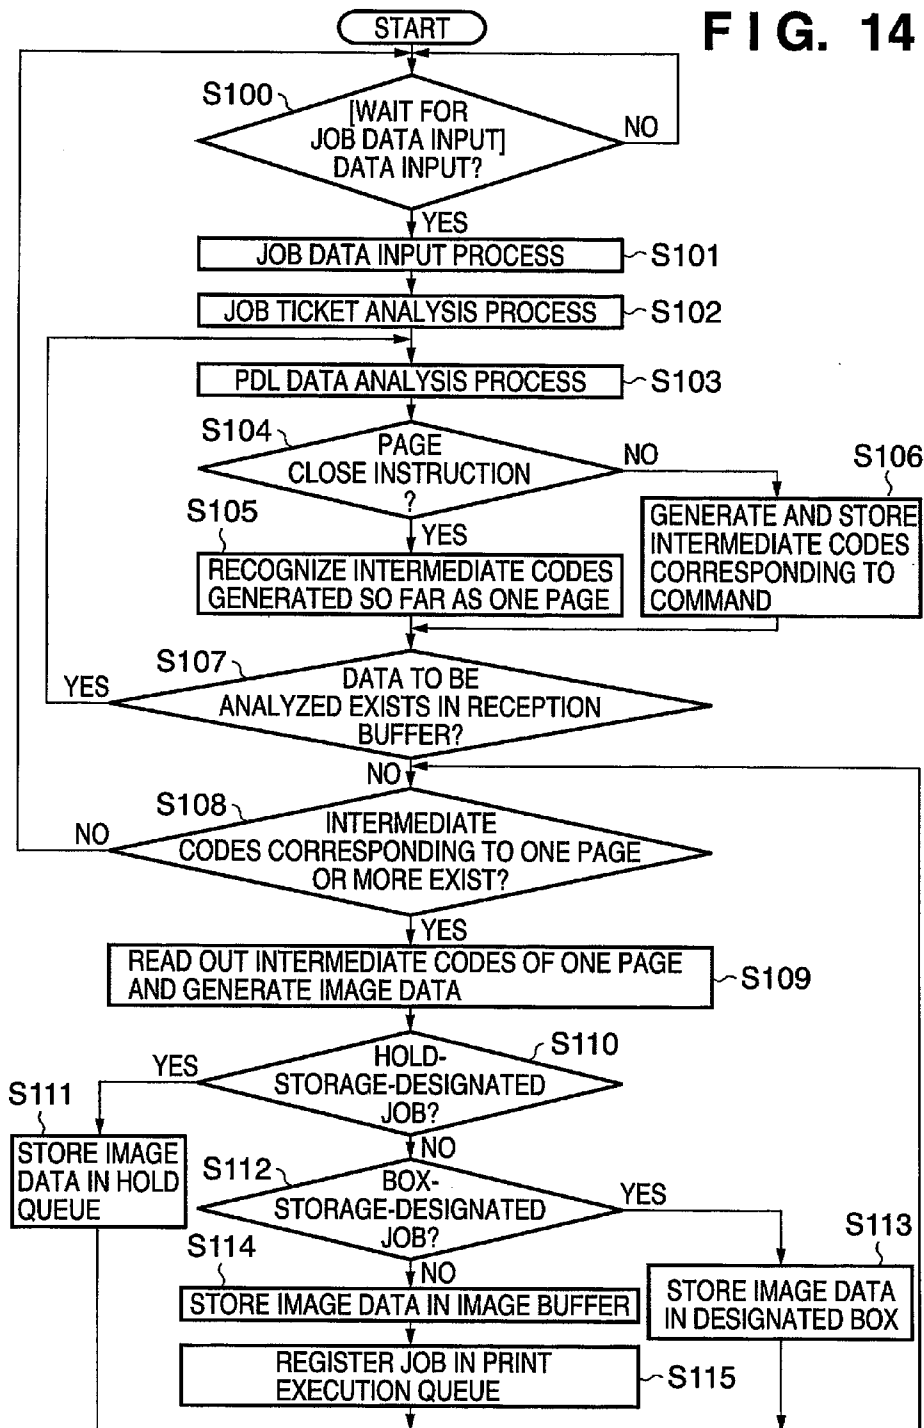 START
FIG. 14
S100
[WAIT FOR
JOB DATA INPUT]
DATA INPUT?
NO
YES
JOB DATA INPUT PROCESS
S101
JOB TICKET ANALYSIS PROCESS
S102
PDL DATA ANALYSIS PROCESS
S103
S104
PAGE
CLOSE INSTRUCTION
?
NO
YES
S106
GENERATE AND STORE
INTERMEDIATE CODES
CORRESPONDING TO
COMMAND
S105
RECOGNIZE INTERMEDIATE CODES
GENERATED SO FAR AS ONE PAGE
S107
DATA TO BE
ANALYZED EXISTS IN RECEPTION
BUFFER?
YES
NO
S108
INTERMEDIATE
CODES CORRESPONDING TO ONE PAGE
OR MORE EXIST?
NO
YES
READ OUT INTERMEDIATE CODES OF ONE PAGE
AND GENERATE IMAGE DATA
S109
S110
HOLD-
STORAGE-DESIGNATED
JOB?
YES
NO
S111
STORE IMAGE
DATA IN HOLD
QUEUE
S112
BOX-
STORAGE-DESIGNATED
JOB?
YES
NO
S113
STORE IMAGE DATA
IN DESIGNATED BOX
S114
STORE IMAGE DATA IN IMAGE BUFFER
REGISTER JOB IN PRINT
EXECUTION QUEUE
S115